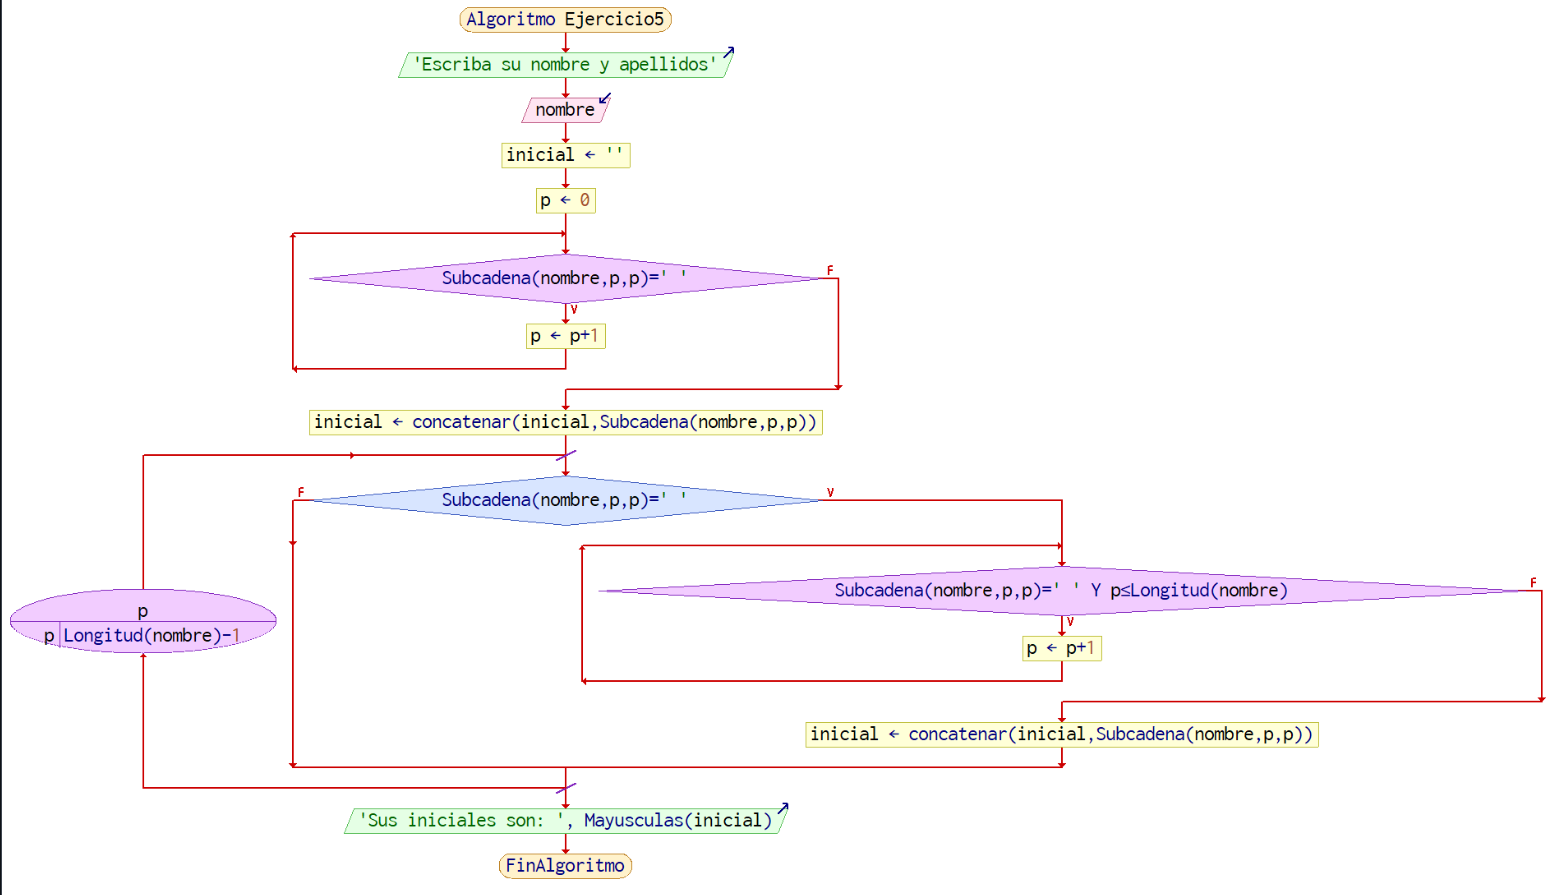 Algoritmo Ejercicio5
'Escriba su nombre y apellidos'
nombre
inicial ← ''
p ← 0
Subcadena(nombre,p,p)=' '
F
V
p ← p+1
inicial ← concatenar(inicial,Subcadena(nombre,p,p))
Subcadena(nombre,p,p)=' '
F
V
Subcadena(nombre,p,p)=' ' Y p≤Longitud(nombre)
F
V
p
p Longitud(nombre)-1
p ← p+1
inicial ← concatenar(inicial,Subcadena(nombre,p,p))
'Sus iniciales son: ', Mayusculas(inicial)
FinAlgoritmo